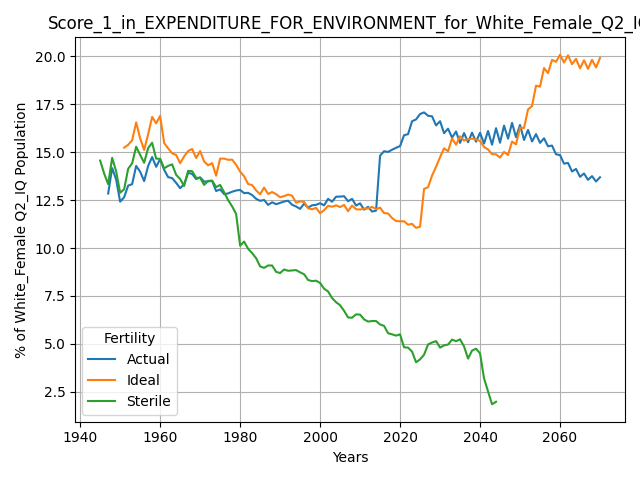 Score_1_in_EXPENDITURE_FOR_ENVIRONMENT_for_White_Female_Q2_IQ
% of White_Female Q2_IQ Population
20.0
17.5
15.0
12.5
10.0
7.5
5.0
2.5
Fertility
Actual
Ideal
Sterile
1940 1960 1980 2000 2020 2040 2060
Years